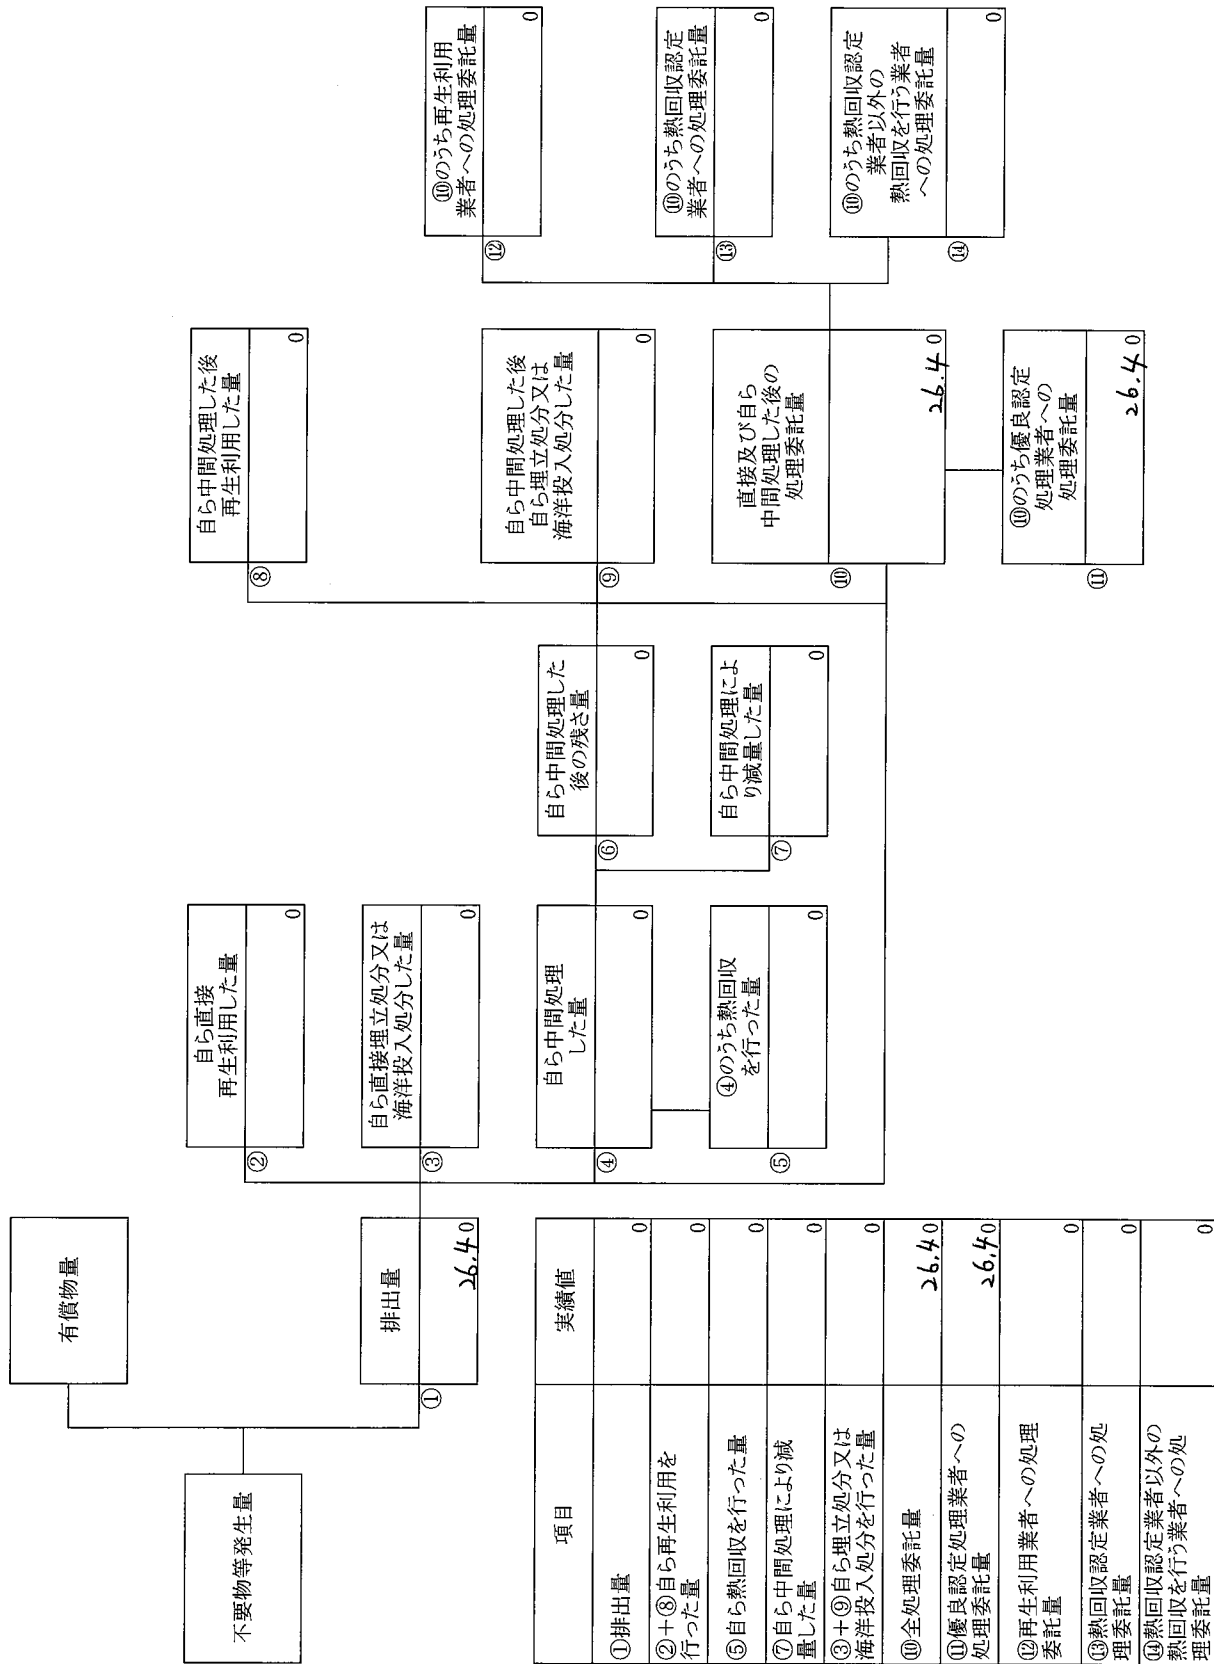 不要物等発生量
有償物量
①
排出量
26.4 0
②
自ら直接
再生利用した量
0
③
自ら直接埋立処分又は
海洋投入処分した量
0
④
自ら中間処理
した量
0
⑤
④のうち熱回収
を行った量
0
⑥
自ら中間処理した
後の残さ量
0
⑦
自ら中間処理によ
り減量した量
0
⑧
自ら中間処理した後
再生利用した量
0
⑨
自ら中間処理した後
自ら埋立処分又は
海洋投入処分した量
0
⑩
直接及び自ら
中間処理した後の
処理委託量
26.4 0
⑪
⑩のうち優良認定
処理業者への
処理委託量
26.4 0
⑫
⑩のうち再生利用
業者への処理委託量
0
⑬
⑩のうち熱回収認定
業者への処理委託量
0
⑭
⑩のうち熱回収認定
業者以外の
熱回収を行う業者
への処理委託量
0
項目 実績値
①排出量 0
②+⑧自ら再生利用を
行った量 0
⑤自ら熱回収を行った量 0
⑦自ら中間処理により減
量した量 0
③+⑨自ら埋立処分又は
海洋投入処分を行った量 0
⑩全処理委託量 26.4 0
⑪優良認定処理業者への
処理委託量 26.4 0
⑫再生利用業者への処理
委託量 0
⑬熱回収認定業者への処
理委託量 0
⑭熱回収認定業者以外の
熱回収を行う業者への処
理委託量 0